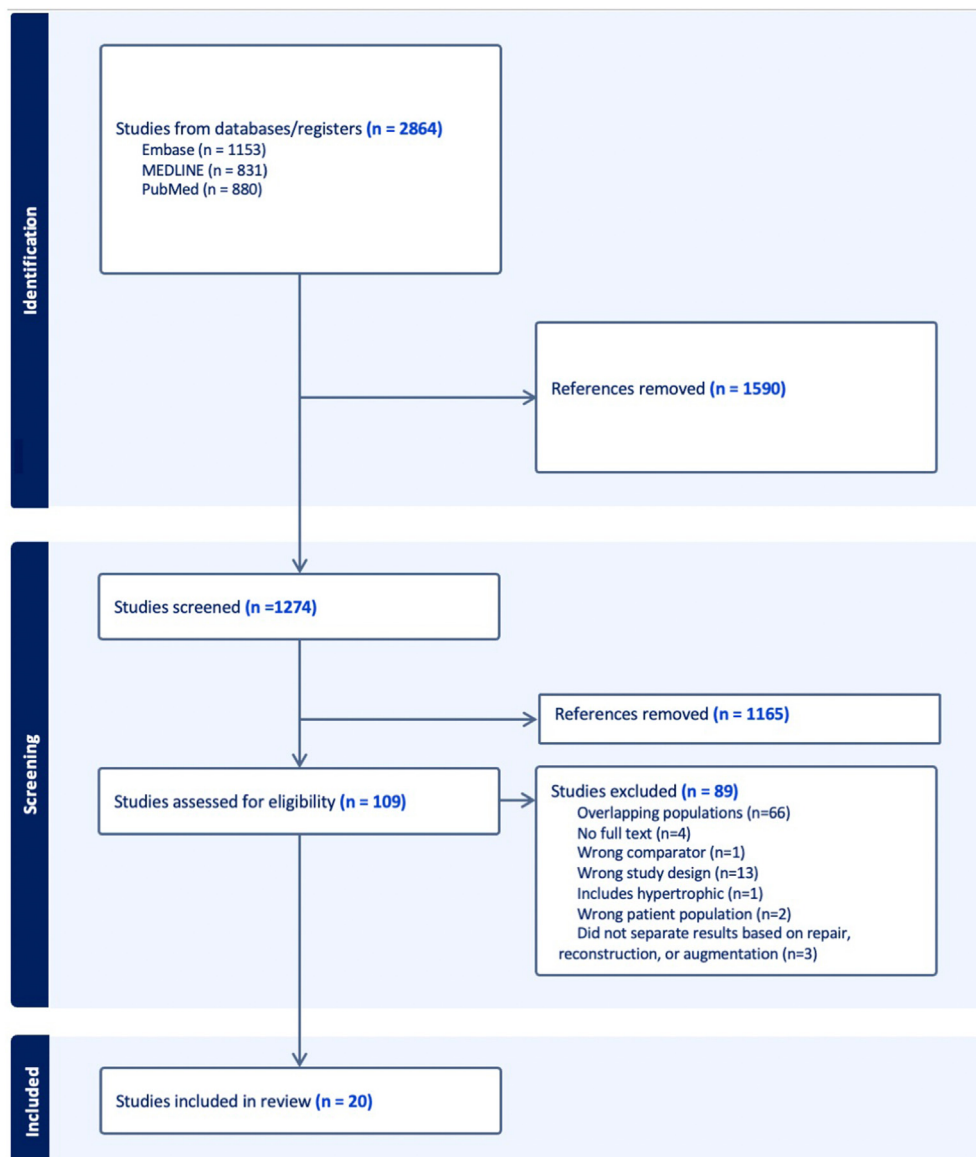 Identification
Studies from databases/registers (n = 2864)
Embase (n = 1153)
MEDLINE (n = 831)
PubMed (n = 880)
References removed (n = 1590)
Screening
Studies screened (n =1274)
References removed (n = 1165)
Studies assessed for eligibility (n = 109)
Studies excluded (n = 89)
Overlapping populations (n=66)
No full text (n=4)
Wrong comparator (n=1)
Wrong study design (n=13)
Includes hypertrophic (n=1)
Wrong patient population (n=2)
Did not separate results based on repair,
reconstruction, or augmentation (n=3)
Included
Studies included in review (n = 20)